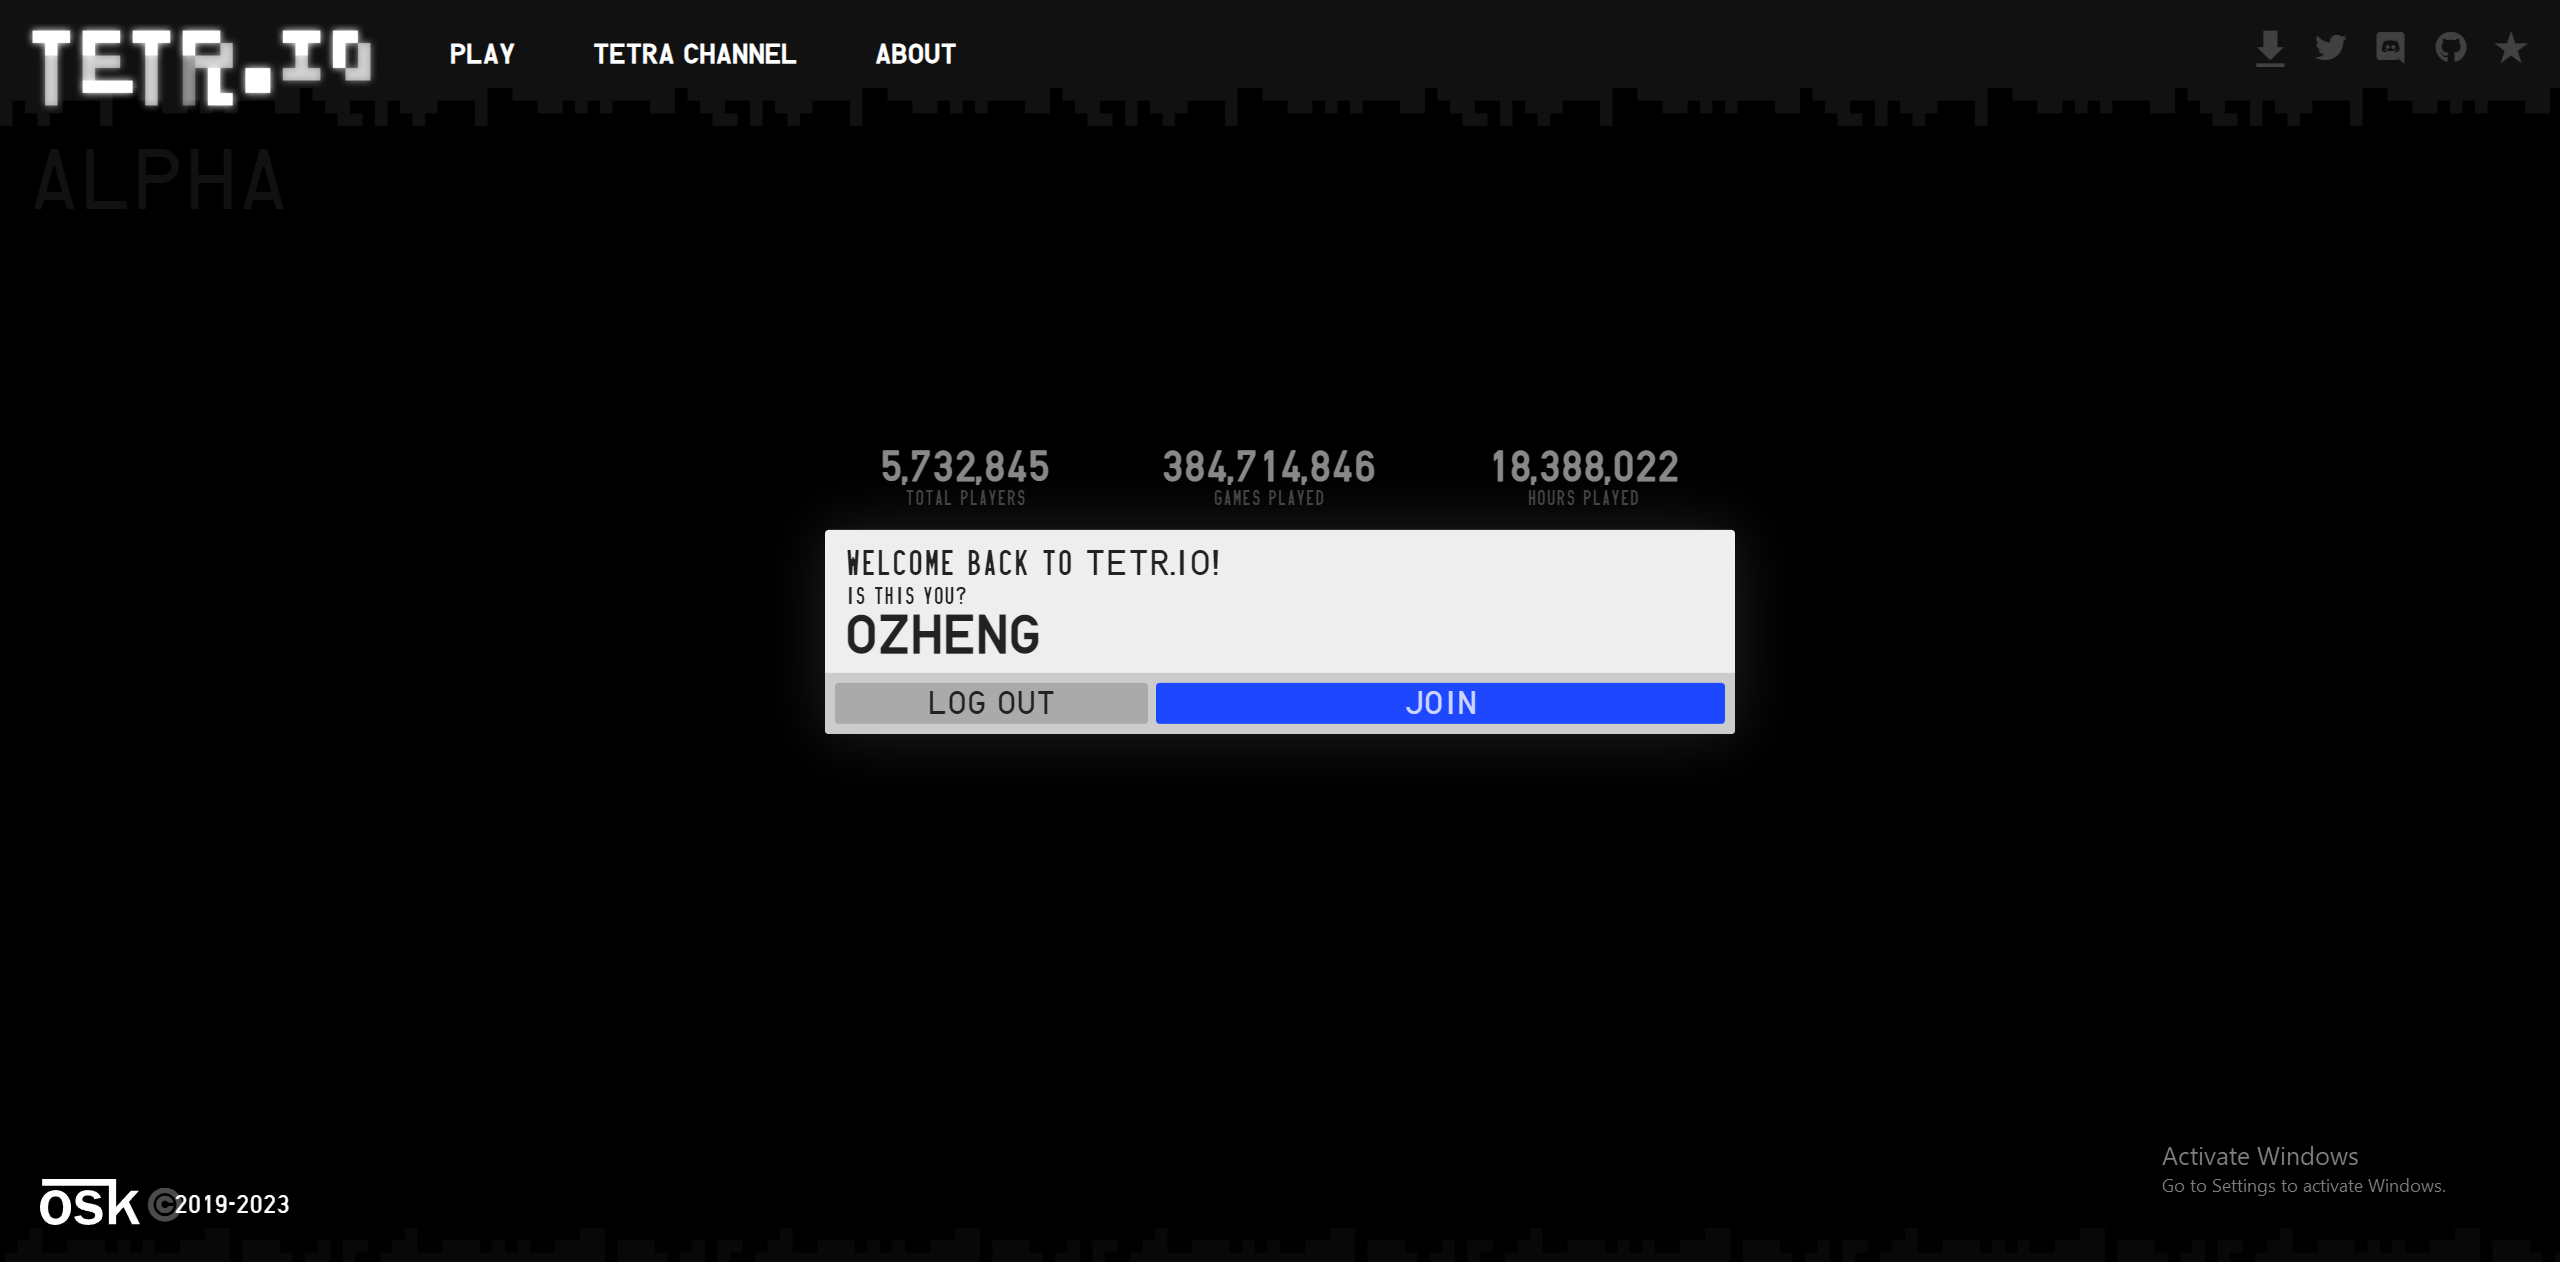 TETR.IO
PLAY TETRA CHANNEL ABOUT
ALPHA
5,732,845 384,714,846 18,388,022
TOTAL PLAYERS GAMES PLAYED HOURS PLAYED
WELCOME BACK TO TETR.IO!
IS THIS YOU?
OZHENG
LOG OUT JOIN
Activate Windows
Go to Settings to activate Windows.
osk ©2019-2023